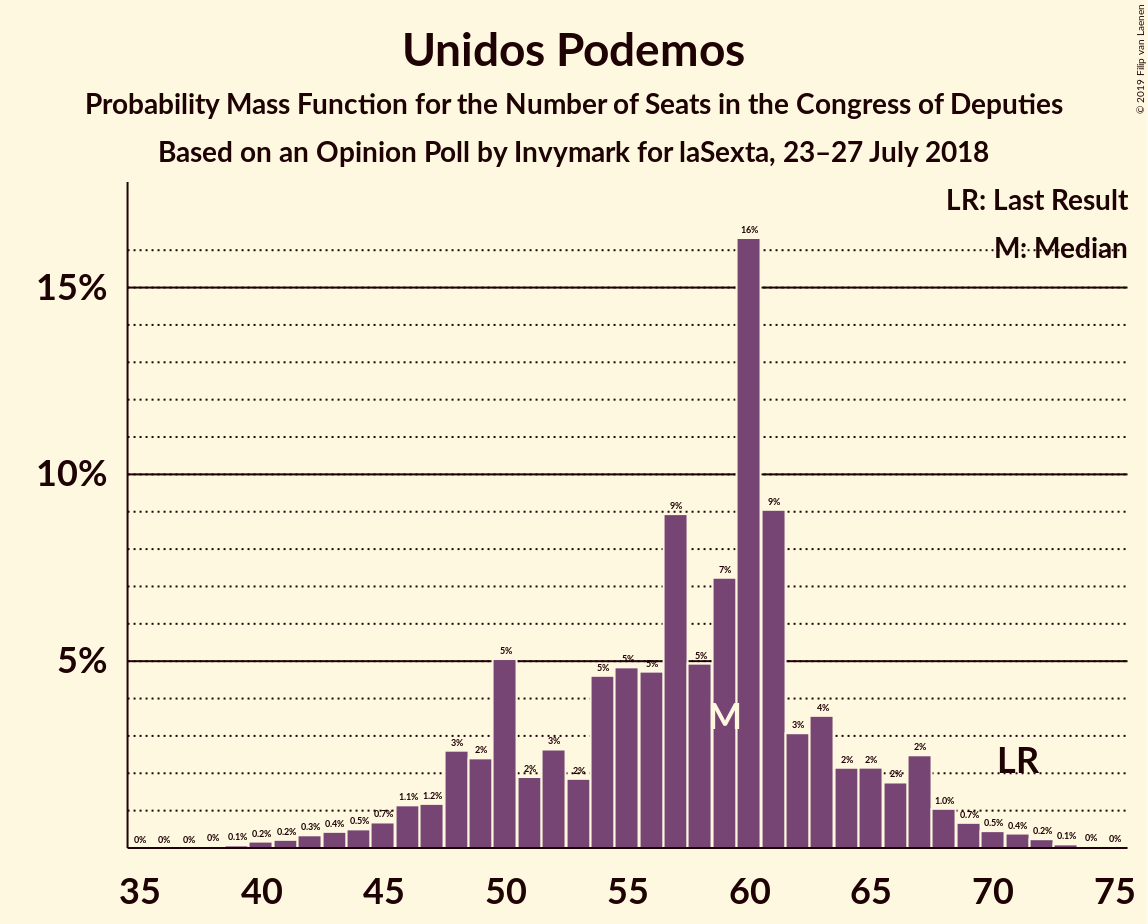 Unidos Podemos
Probability Mass Function for the Number of Seats in the Congress of Deputies
Based on an Opinion Poll by Invymark for laSexta, 23–27 July 2018
© 2019 Filip van Laenen
LR: Last Result
M: Median
15%
10%
5%
0% 0% 0% 0% 0.1% 0.2% 0.2% 0.3% 0.4% 0.5% 0.7% 1.1% 1.2% 3% 2% 5% 2% 3% 2% 5% 5% 5% 9% 5% 7% 16% 9% 3% 4% 2% 2% 2% 2% 1.0% 0.7% 0.5% 0.4% 0.2% 0.1% 0% 0%
M
LR
35 40 45 50 55 60 65 70 75